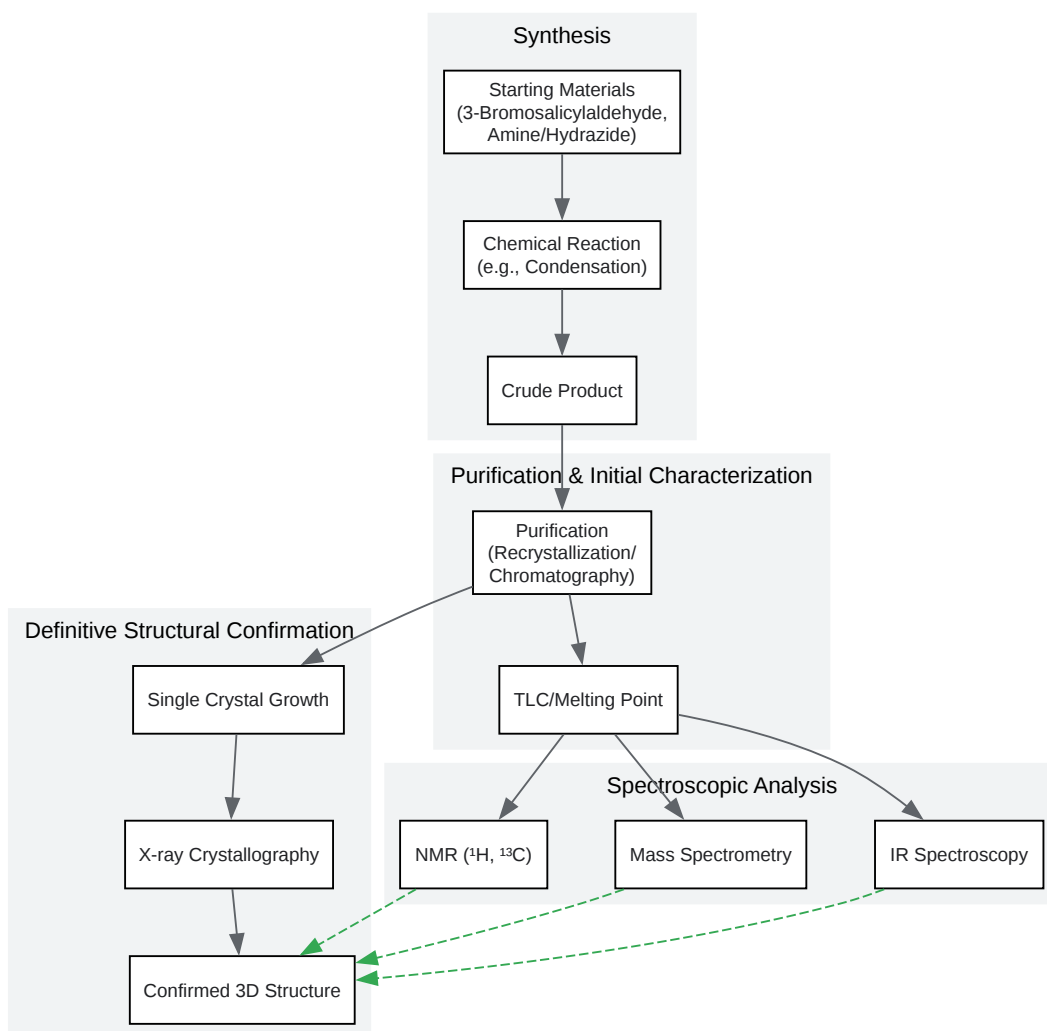 Synthesis
Starting Materials
(3-Bromosalicylaldehyde,
Amine/Hydrazide)
Chemical Reaction
(e.g., Condensation)
Crude Product
Purification & Initial Characterization
Purification
(Recrystallization/
Chromatography)
Definitive Structural Confirmation
Single Crystal Growth
TLC/Melting Point
Spectroscopic Analysis
X-ray Crystallography
NMR (¹H, ¹³C)
Mass Spectrometry
IR Spectroscopy
Confirmed 3D Structure